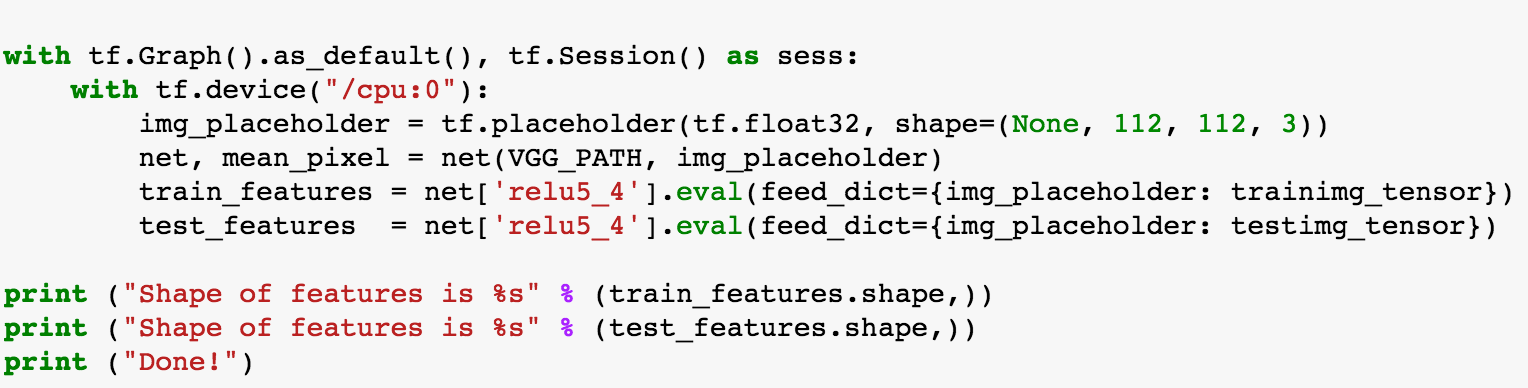 with tf.Graph().as_default(), tf.Session() as sess:
    with tf.device("/cpu:0"):
        img_placeholder = tf.placeholder(tf.float32, shape=(None, 112, 112, 3))
        net, mean_pixel = net(VGG_PATH, img_placeholder)
        train_features = net['relu5_4'].eval(feed_dict={img_placeholder: trainimg_tensor})
        test_features  = net['relu5_4'].eval(feed_dict={img_placeholder: testimg_tensor})
print ("Shape of features is %s" % (train_features.shape,))
print ("Shape of features is %s" % (test_features.shape,))
print ("Done!")